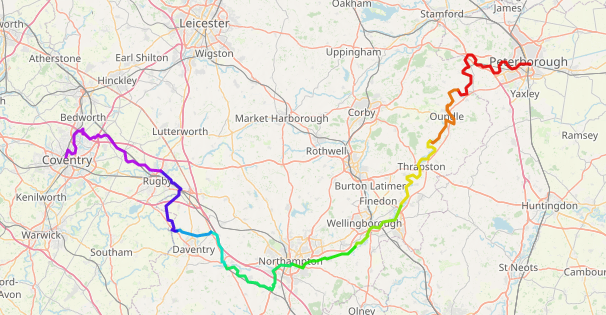 Oakham
James
Stamford
Leicester
worth
Atherstone
Earl Shilton
Wigston
Uppingham
Peterborough
Hinckley
Yaxley
Corby
Oundle
Bedworth
Lutterworth
Market Harborough
Ramsey
Rothwell
Coventry
Thrapston
Rugby
Burton Latimer
Kenilworth
Finedon
Huntingdon
Warwick
Wellingborough
Southam
Daventry
Northampton
St Neots
Cambou
ord-
Avon
Olney